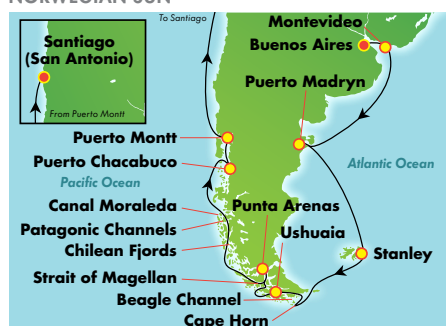 NORWEGIAN SUN
To Santiago
Montevideo
Santiago
(San Antonio)
Buenos Aires
Puerto Madryn
From Puerto Montt
Puerto Montt
Puerto Chacabuco
Atlantic Ocean
Pacific Ocean
Canal Moraleda
Punta Arenas
Patagonic Channels
Ushuaia
Chilean Fjords
Stanley
Strait of Magellan
Beagle Channel
Cape Horn